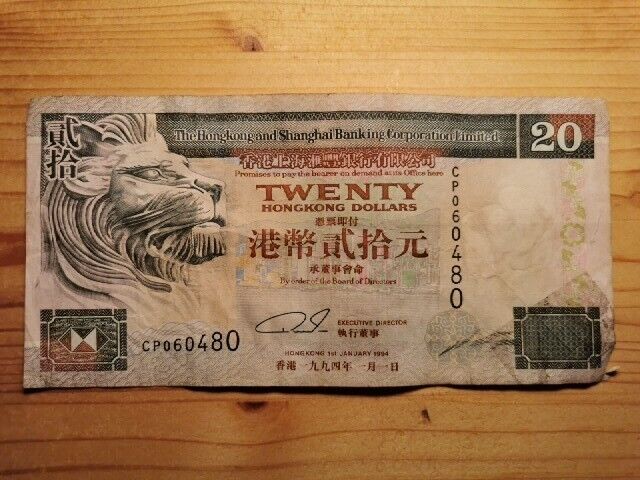 貳拾
The Hongkong and Shanghai Banking Corporation Limited
20
香港上海滙豐銀行有限公司
Promises to pay the bearer on demand at its Office here
TWENTY
HONGKONG DOLLARS
憑票即付
港幣貳拾元
承董事會命
By order of the Board of Directors
CP060480
CP060480
EXECUTIVE DIRECTOR
執行董事
HONGKONG 1st JANUARY 1994
香港一九九四年一月一日